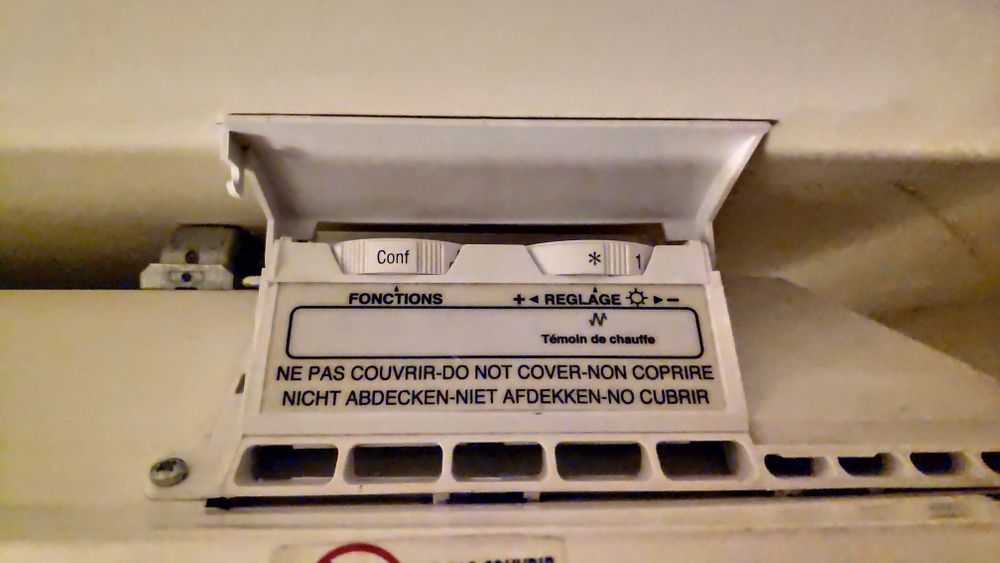 Conf
* 1
FONCTIONS
+ ◄ REGLAGE ☼ ► −
Témoin de chauffe
NE PAS COUVRIR-DO NOT COVER-NON COPRIRE
NICHT ABDECKEN-NIET AFDEKKEN-NO CUBRIR